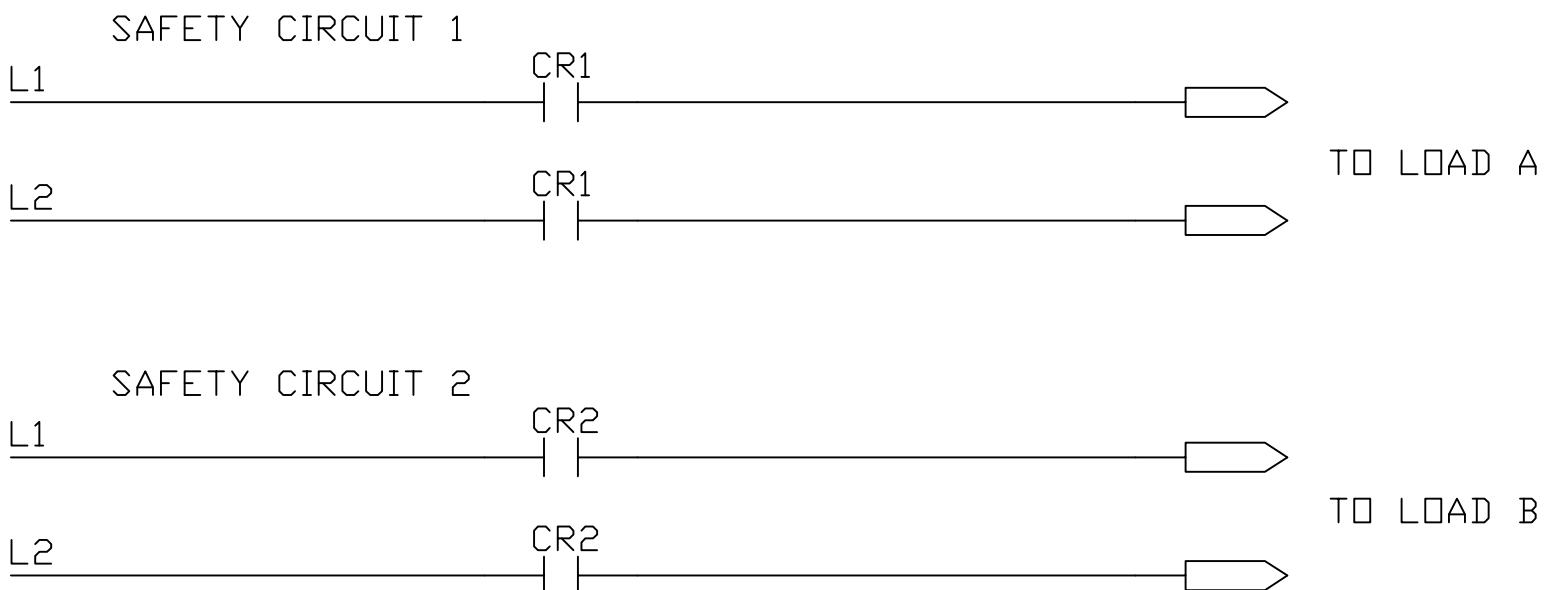 SAFETY CIRCUIT 1
L1
CR1
L2
CR1
TO LOAD A
SAFETY CIRCUIT 2
L1
CR2
L2
CR2
TO LOAD B